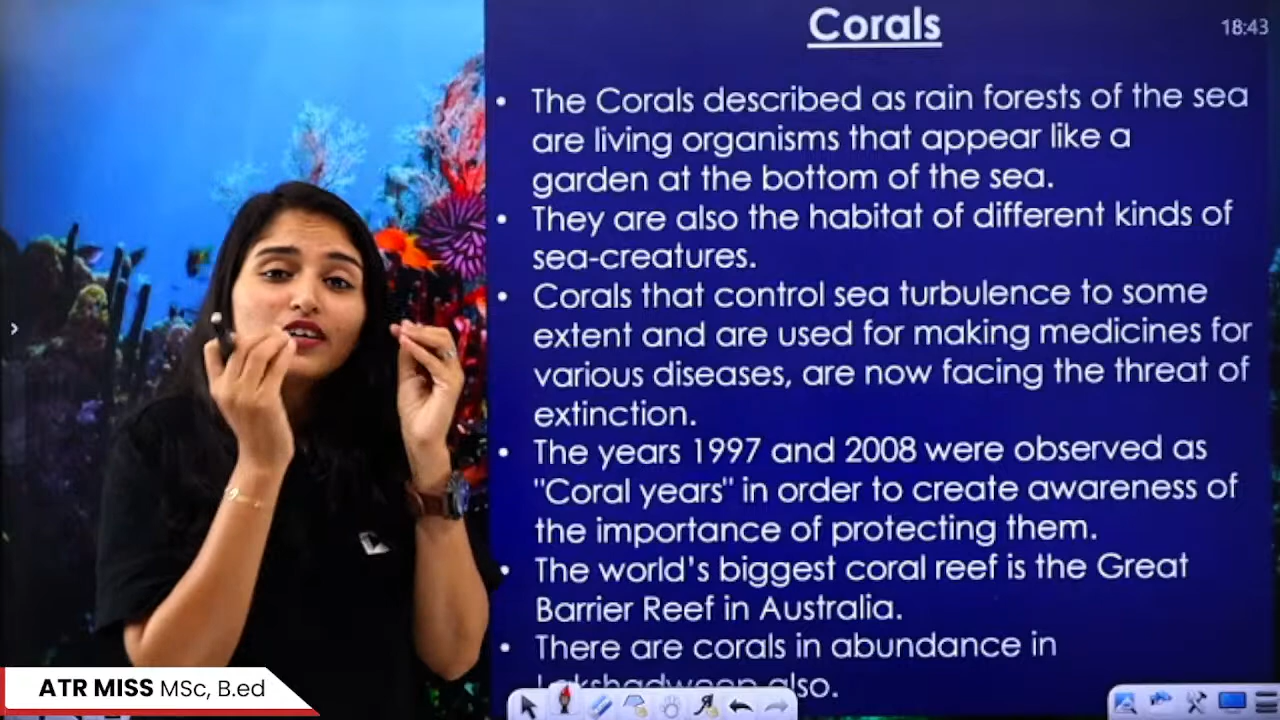 Corals
18:43
• The Corals described as rain forests of the sea
are living organisms that appear like a
garden at the bottom of the sea.
• They are also the habitat of different kinds of
sea-creatures.
• Corals that control sea turbulence to some
extent and are used for making medicines for
various diseases, are now facing the threat of
extinction.
• The years 1997 and 2008 were observed as
"Coral years" in order to create awareness of
the importance of protecting them.
• The world's biggest coral reef is the Great
Barrier Reef in Australia.
• There are corals in abundance in
Lakshadweep also.
ATR MISS MSc, B.ed